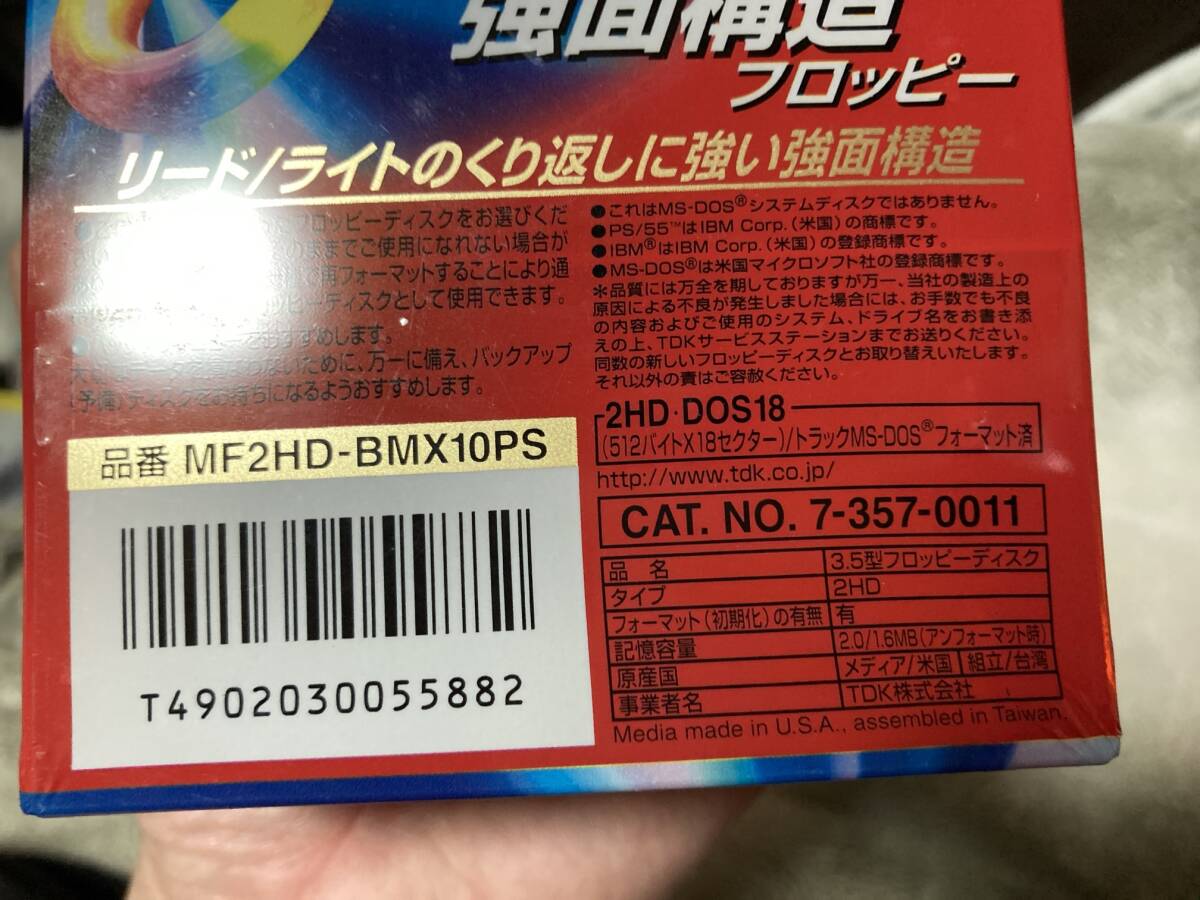 強面構造
フロッピー
リード/ライトのくり返しに強い強面構造
フロッピーディスクをお選びくだ
ままでご使用になれない場合が
再フォーマットすることにより通
ッピーディスクとして使用できます。
おすすめします。
ないために、万一に備え、バックアップ
(予備)ディスクをお持ちになるようおすすめします。
●これはMS-DOS®システムディスクではありません。
●PS/55™はIBM Corp.(米国)の商標です。
●IBM®はIBM Corp.(米国)の登録商標です。
●MS-DOS®は米国マイクロソフト社の登録商標です。
*品質には万全を期しておりますが万一、当社の製造上の
原因による不良が発生しました場合には、お手数でも不良
の内容およびご使用のシステム、ドライブ名をお書き添
えの上、TDKサービスステーションまでお送りください。
同数の新しいフロッピーディスクとお取り替えいたします。
それ以外の責はご容赦ください。
品番 MF2HD-BMX10PS
T4902030055882
2HD・DOS18
(512バイトX18セクター)/トラックMS-DOS®フォーマット済
http://www.tdk.co.jp/
CAT. NO. 7-357-0011
品名 3.5型フロッピーディスク
タイプ 2HD
フォーマット(初期化)の有無 有
記憶容量 2.0/1.6MB(アンフォーマット時)
原産国 メディア/米国 組立/台湾
事業者名 TDK株式会社
Media made in U.S.A., assembled in Taiwan.